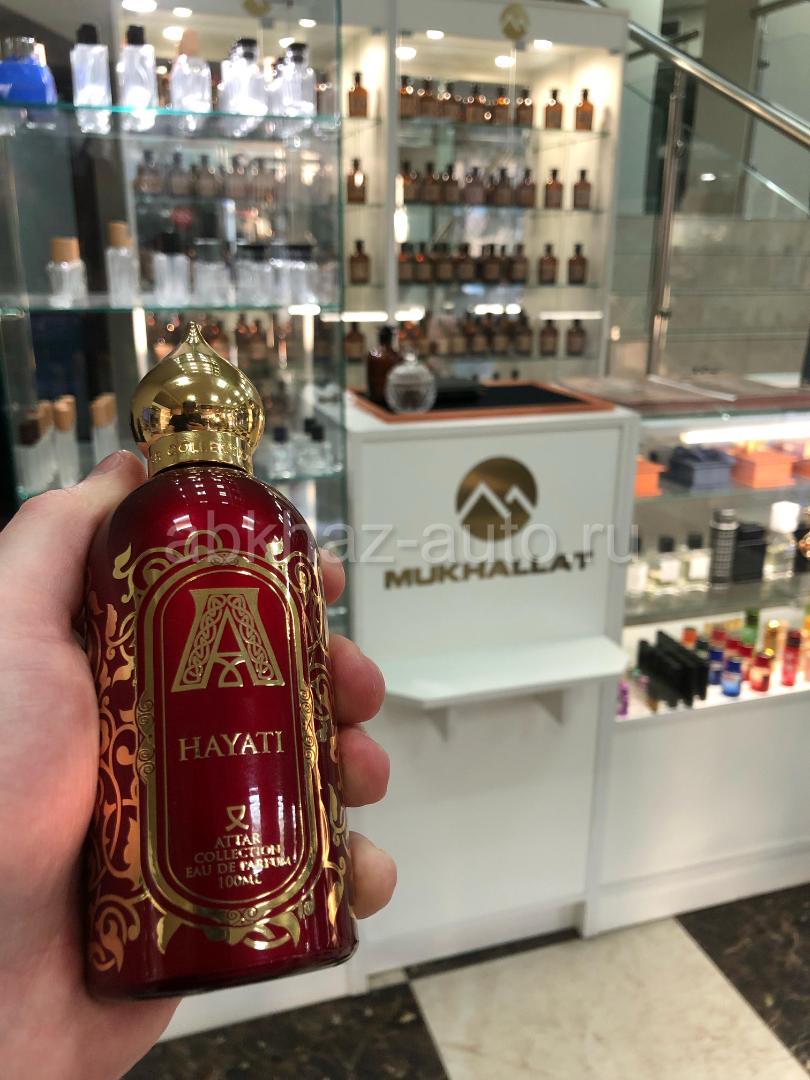 abkhaz-auto.ru
MUKHALLAT
A
HAYATI
ATTAR
COLLECTION
EAU DE PARFUM
100ML